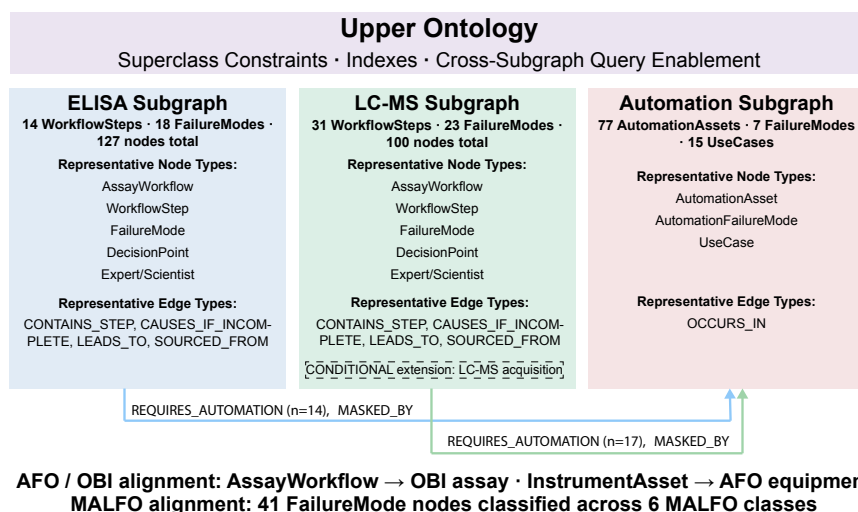 Upper Ontology
Superclass Constraints · Indexes · Cross-Subgraph Query Enablement
ELISA Subgraph
14 WorkflowSteps · 18 FailureModes ·
127 nodes total
Representative Node Types:
AssayWorkflow
WorkflowStep
FailureMode
DecisionPoint
Expert/Scientist
Representative Edge Types:
CONTAINS_STEP, CAUSES_IF_INCOM-
PLETE, LEADS_TO, SOURCED_FROM
LC-MS Subgraph
31 WorkflowSteps · 23 FailureModes ·
100 nodes total
Representative Node Types:
AssayWorkflow
WorkflowStep
FailureMode
DecisionPoint
Expert/Scientist
Representative Edge Types:
CONTAINS_STEP, CAUSES_IF_INCOM-
PLETE, LEADS_TO, SOURCED_FROM
CONDITIONAL extension: LC-MS acquisition
Automation Subgraph
77 AutomationAssets · 7 FailureModes
· 15 UseCases
Representative Node Types:
AutomationAsset
AutomationFailureMode
UseCase
Representative Edge Types:
OCCURS_IN
REQUIRES_AUTOMATION (n=14), MASKED_BY
REQUIRES_AUTOMATION (n=17), MASKED_BY
AFO / OBI alignment: AssayWorkflow → OBI assay · InstrumentAsset → AFO equipmen
MALFO alignment: 41 FailureMode nodes classified across 6 MALFO classes